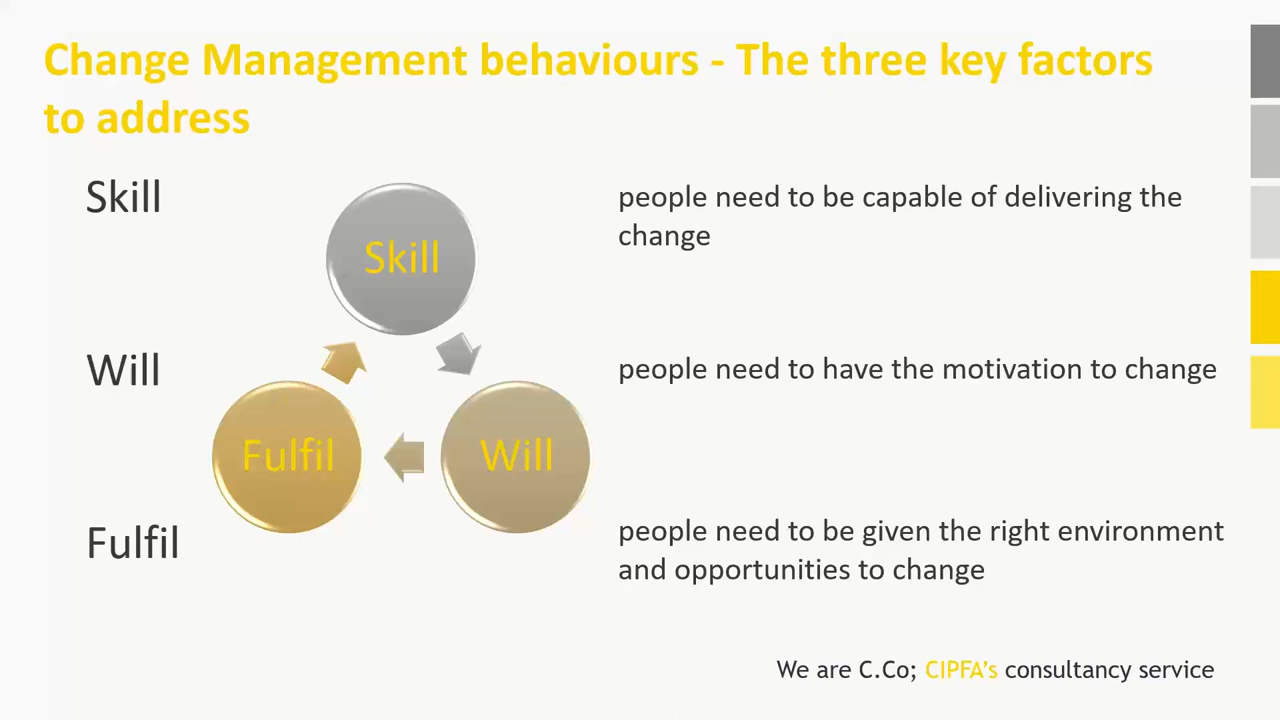 Change Management behaviours - The three key factors
to address
Skill
Skill
people need to be capable of delivering the
change
Will
people need to have the motivation to change
Fulfil
Will
Fulfil
people need to be given the right environment
and opportunities to change
We are C.Co; CIPFA's consultancy service